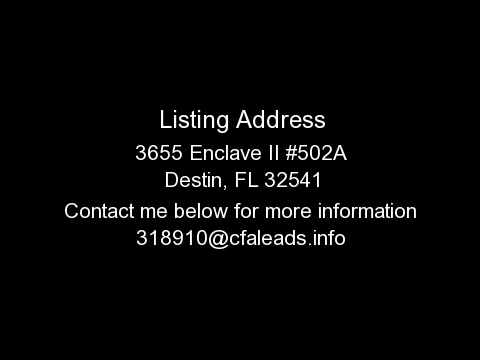 Listing Address
3655 Enclave II #502A
Destin, FL 32541
Contact me below for more information
318910@cfaleads.info